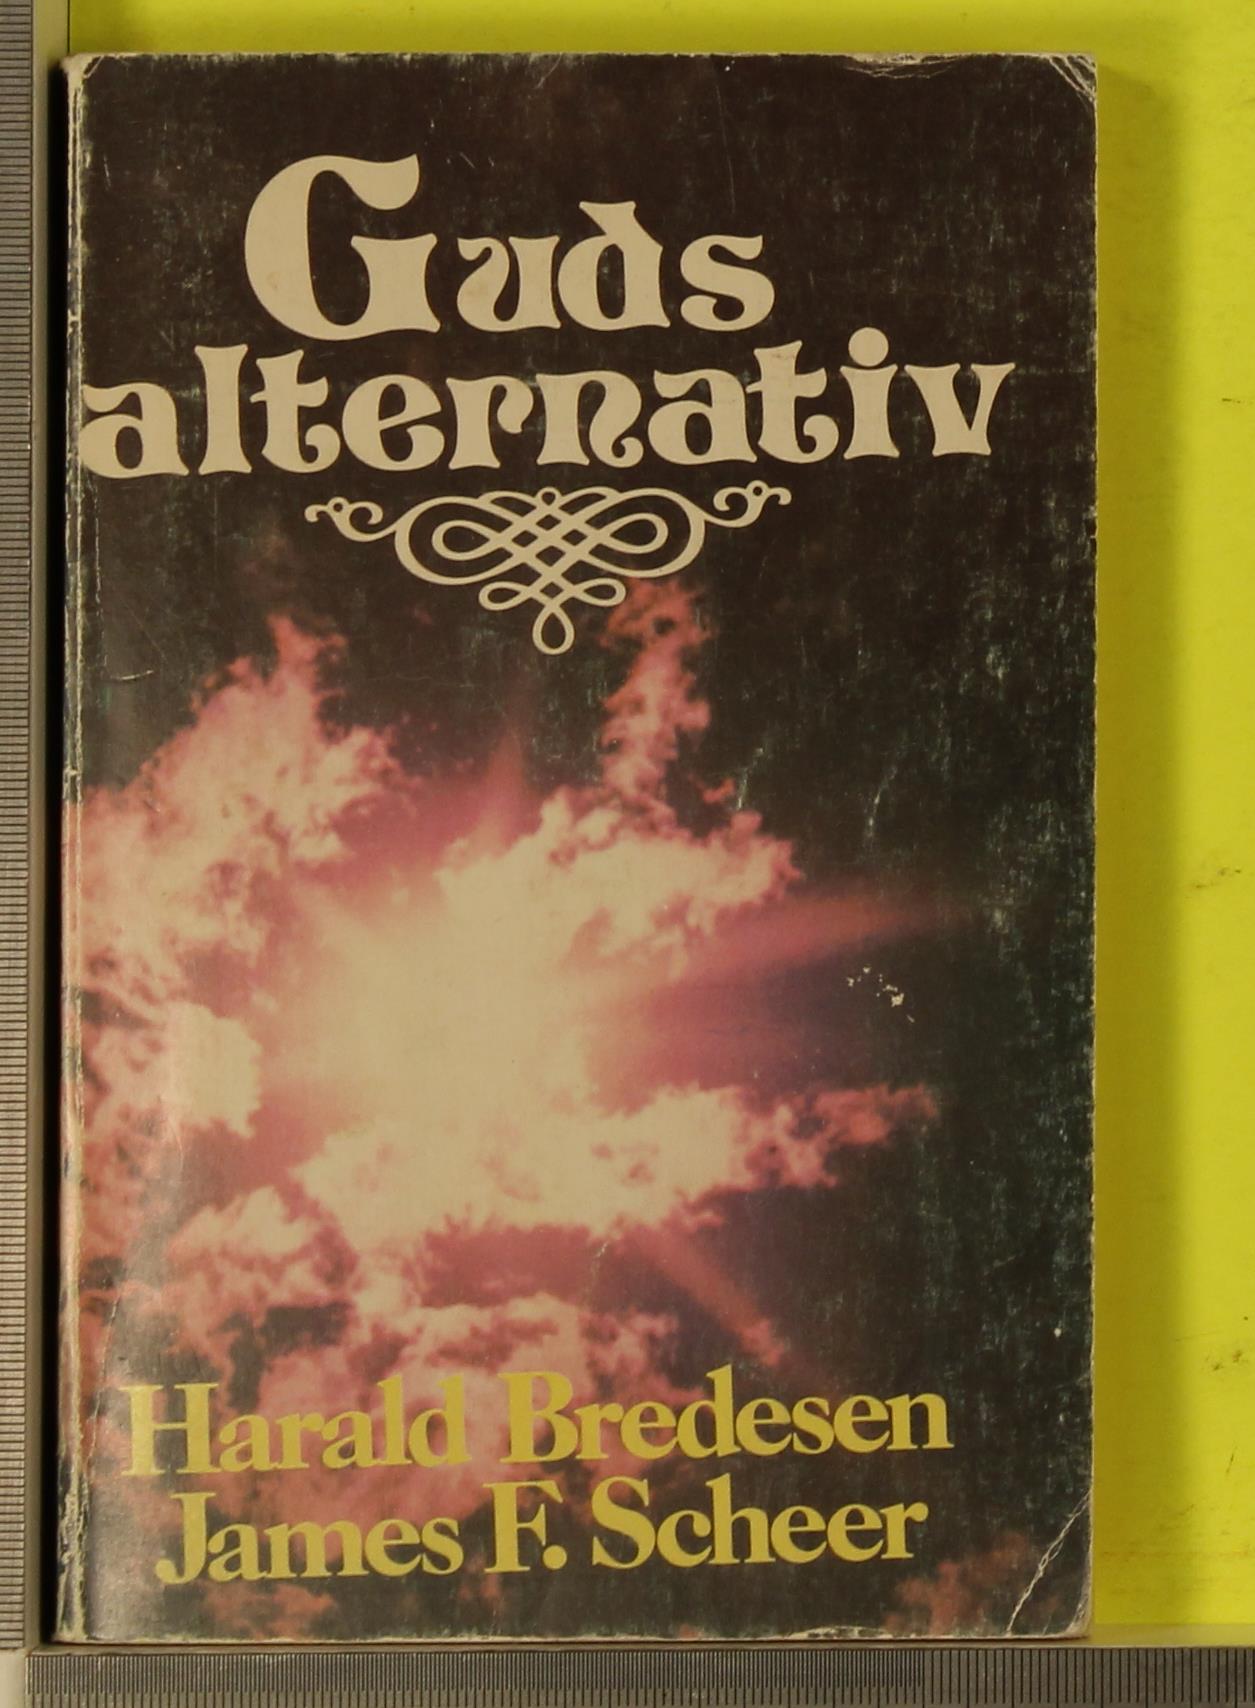 Guds
alternativ
Harald Bredesen
James F. Scheer